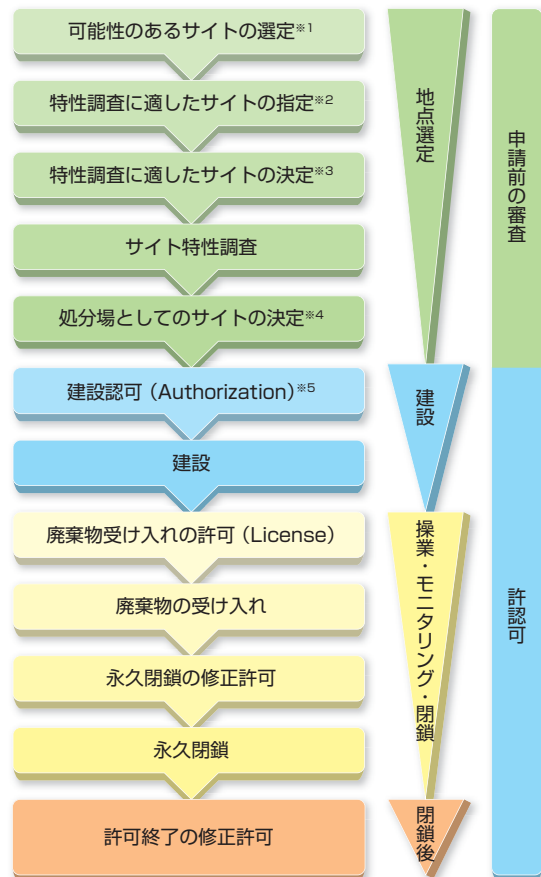 可能性のあるサイトの選定※1
特性調査に適したサイトの指定※2
特性調査に適したサイトの決定※3
サイト特性調査
処分場としてのサイトの決定※4
建設認可（Authorization）※5
建設
廃棄物受け入れの許可（License）
廃棄物の受け入れ
永久閉鎖の修正許可
永久閉鎖
許可終了の修正許可
地点選定
建設
操業・モニタリング・閉鎖
閉鎖後
申請前の審査
許認可